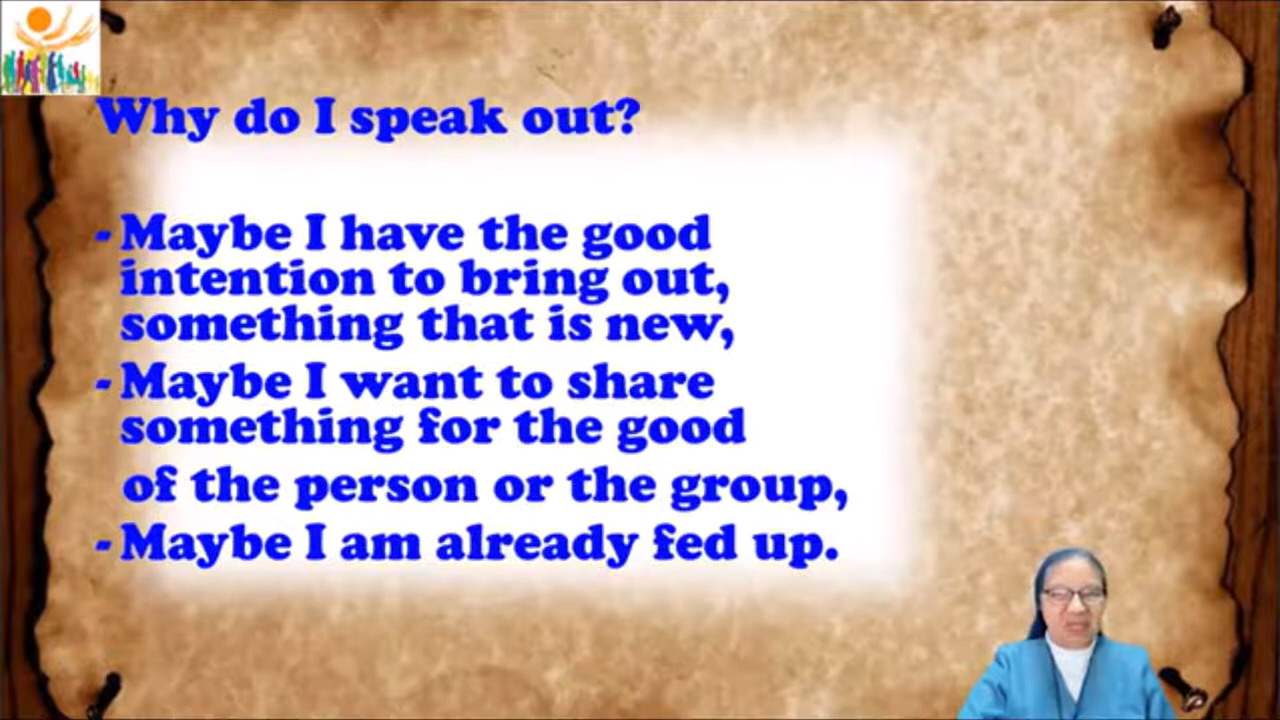 Why do I speak out?
- Maybe I have the good
intention to bring out,
something that is new,
- Maybe I want to share
something for the good
of the person or the group,
- Maybe I am already fed up.